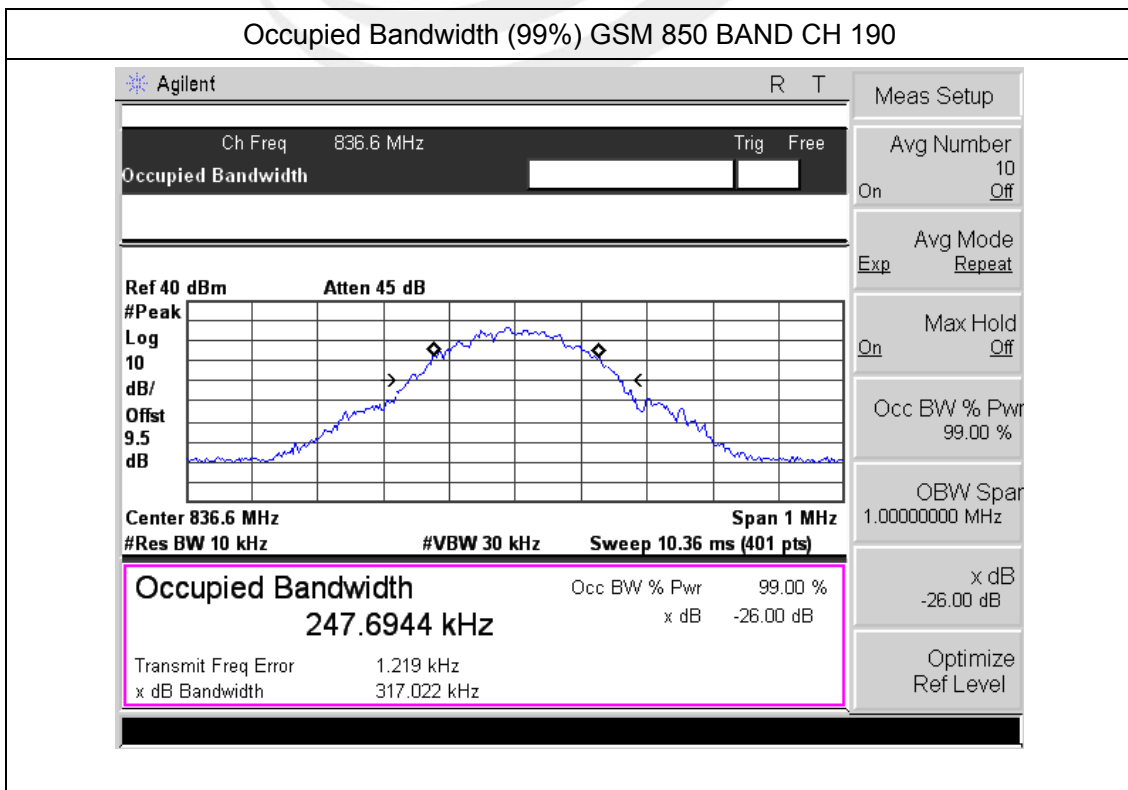 Occupied Bandwidth (99%) GSM 850 BAND CH 190
Agilent R T
Ch Freq 836.6 MHz Trig Free
Occupied Bandwidth
Ref 40 dBm Atten 45 dB
#Peak
Log
10
dB/
Offst
9.5
dB
Center 836.6 MHz Span 1 MHz
#Res BW 10 kHz #VBW 30 kHz Sweep 10.36 ms (401 pts)
Occupied Bandwidth
247.6944 kHz
Occ BW % Pwr 99.00 %
x dB -26.00 dB
Transmit Freq Error 1.219 kHz
x dB Bandwidth 317.022 kHz
Meas Setup
Avg Number
10
On Off
Avg Mode
Exp Repeat
Max Hold
On Off
Occ BW % Pwr
99.00 %
OBW Span
1.00000000 MHz
x dB
-26.00 dB
Optimize
Ref Level